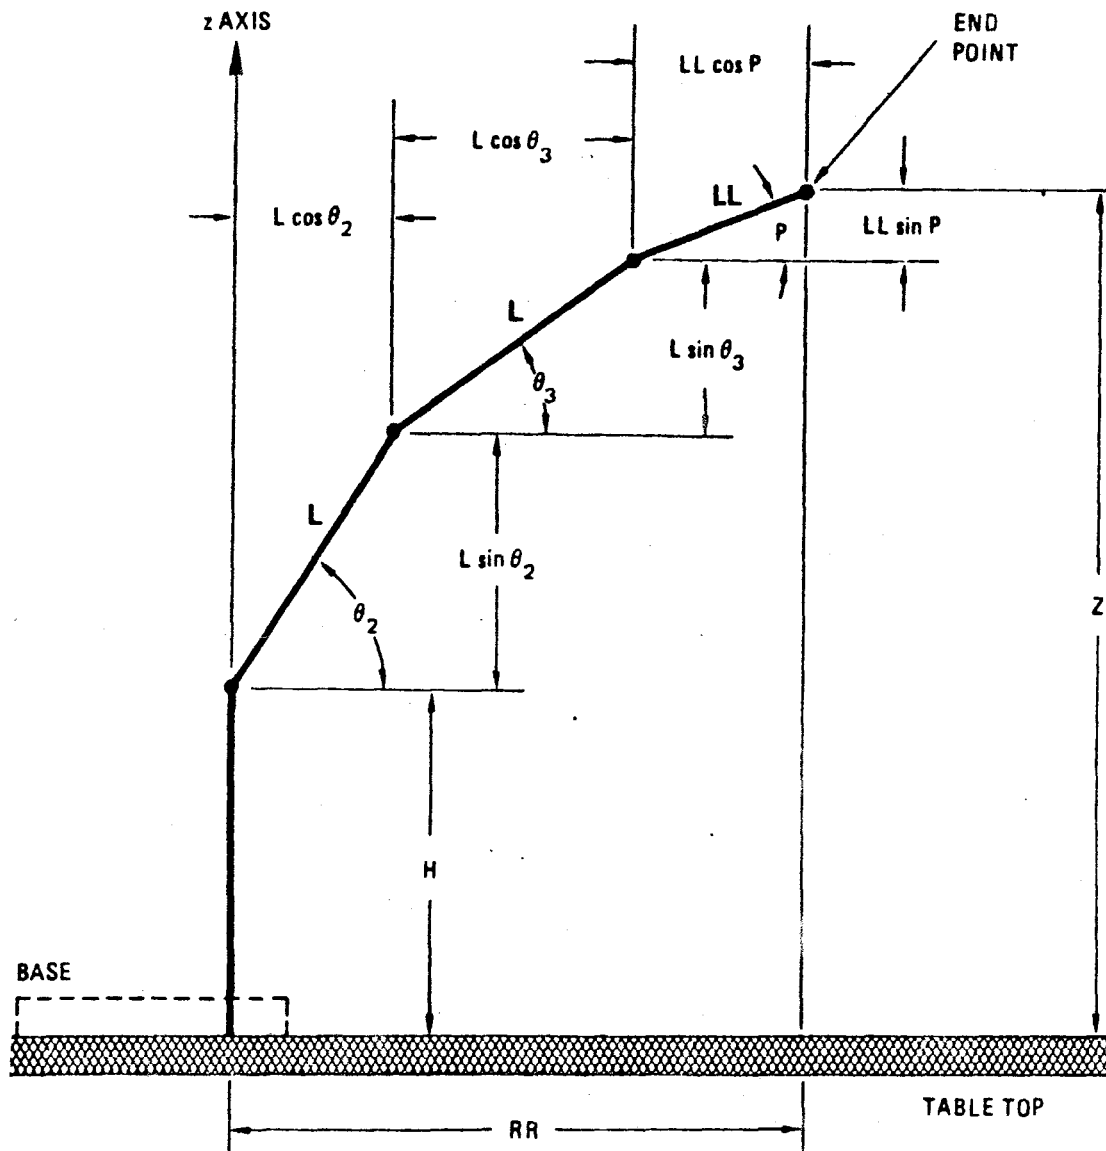 z AXIS
END
POINT
LL cos P
L cos θ₃
L cos θ₂
LL
P
LL sin P
L
θ₃
L sin θ₃
L
θ₂
L sin θ₂
Z
H
BASE
TABLE TOP
RR